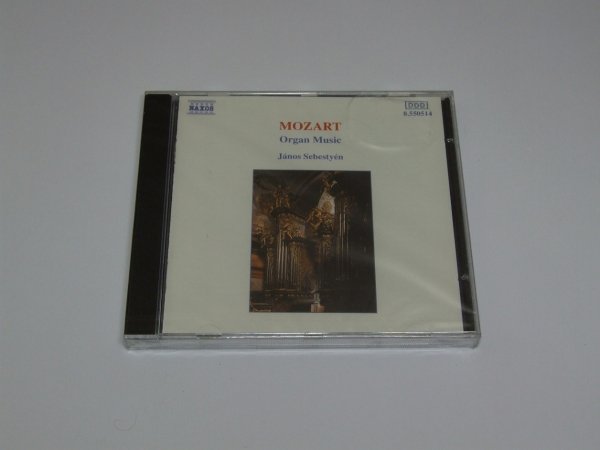 NAXOS
DDD
8.550514
MOZART
Organ Music
János Sebestyén